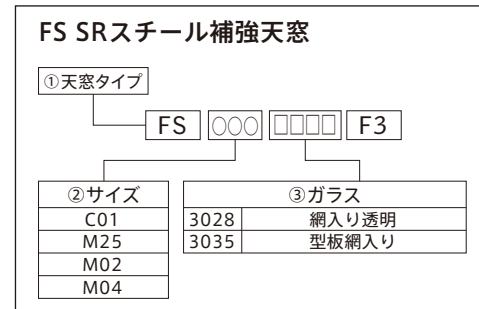 FS SRスチール補強天窓
①天窓タイプ
FS ○○○ □□□□ F3
②サイズ
C01
M25
M02
M04
③ガラス
3028 網入り透明
3035 型板網入り